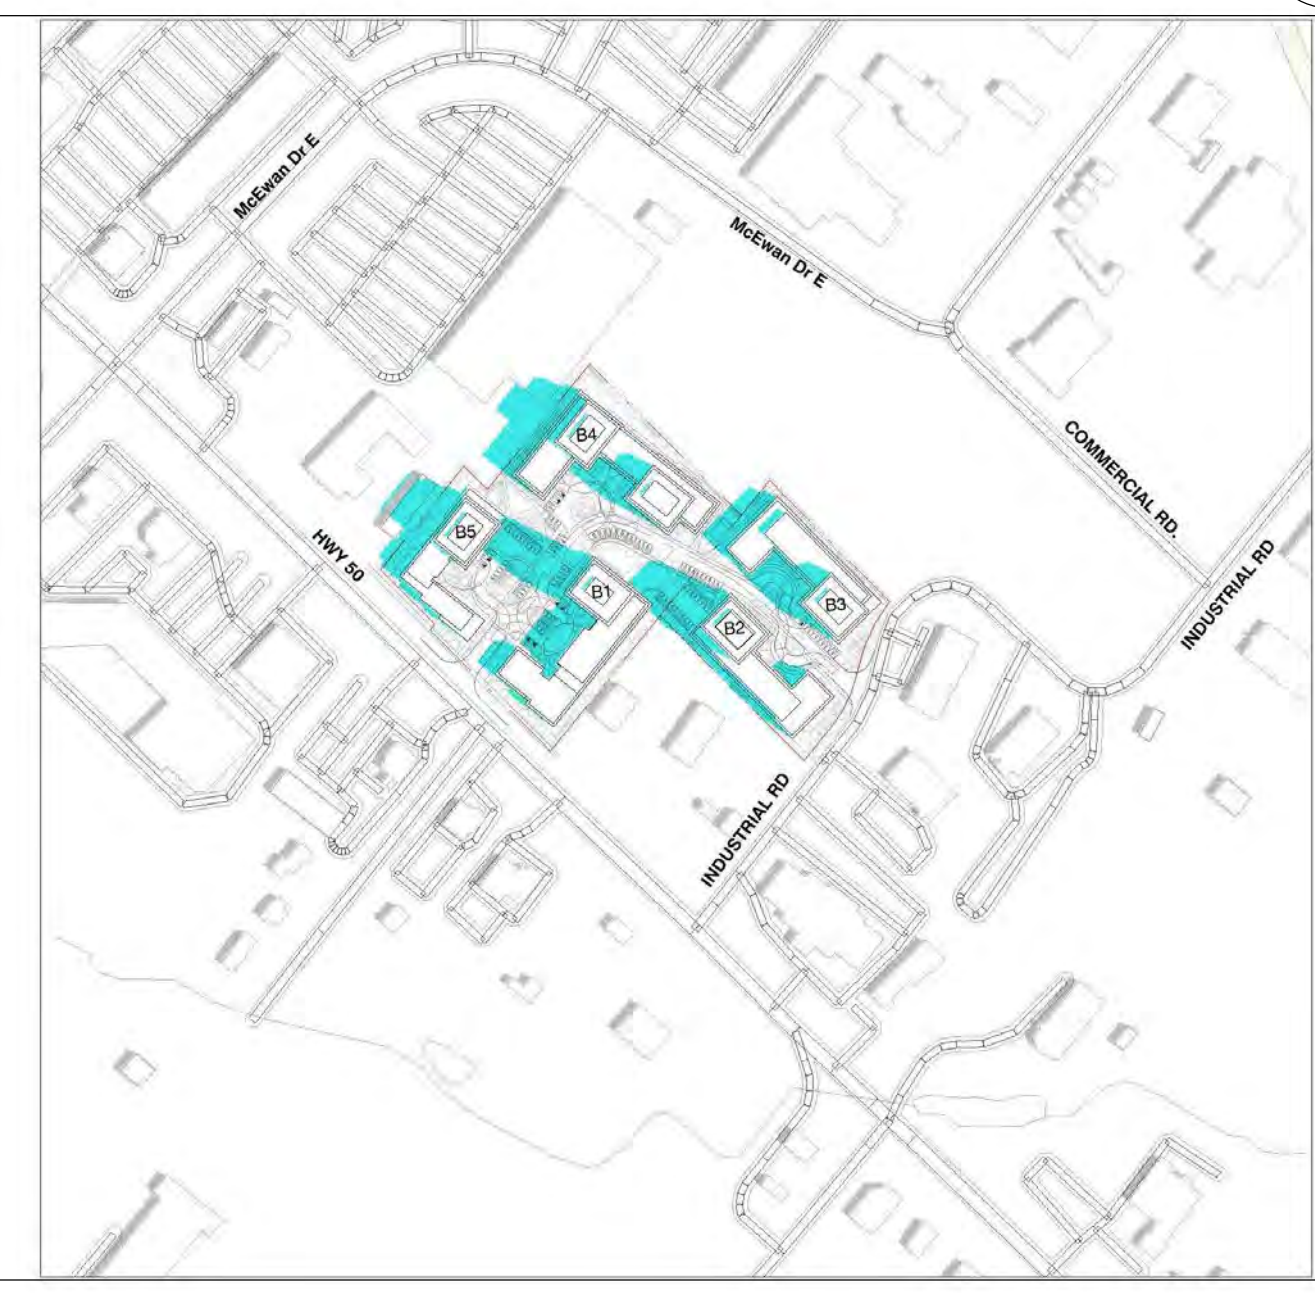 McEwan Dr E
McEwan Dr E
COMMERCIAL RD.
B4
B5
HWY 50
B1
B3
B2
INDUSTRIAL RD
INDUSTRIAL RD